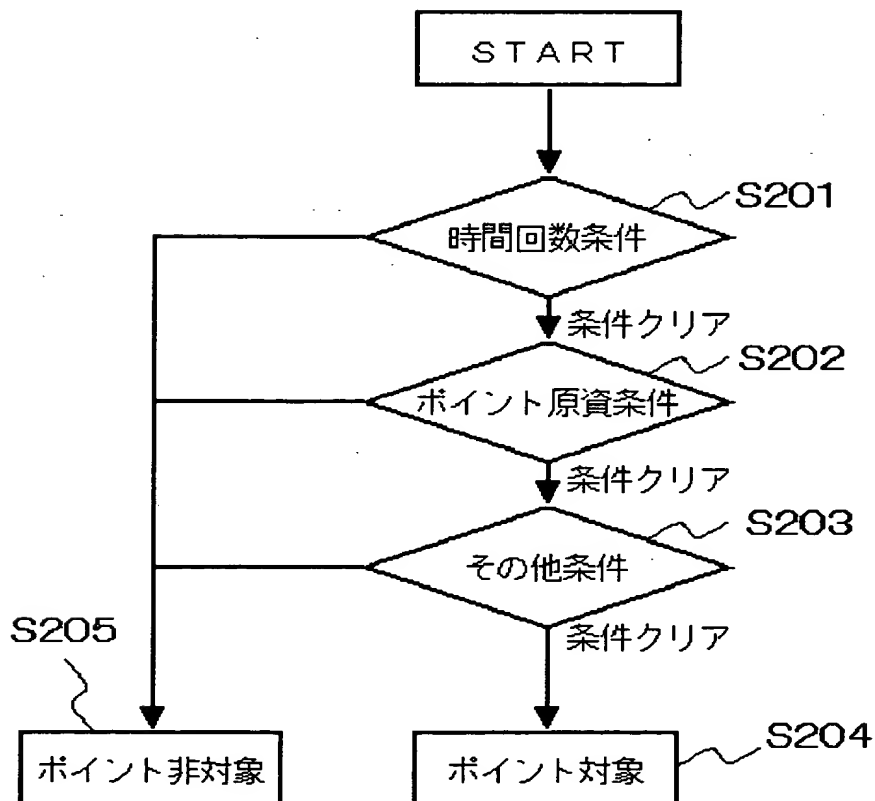 START
S201
時間回数条件
条件クリア
S202
ポイント原資条件
条件クリア
S203
その他条件
条件クリア
S205
S204
ポイント非対象
ポイント対象